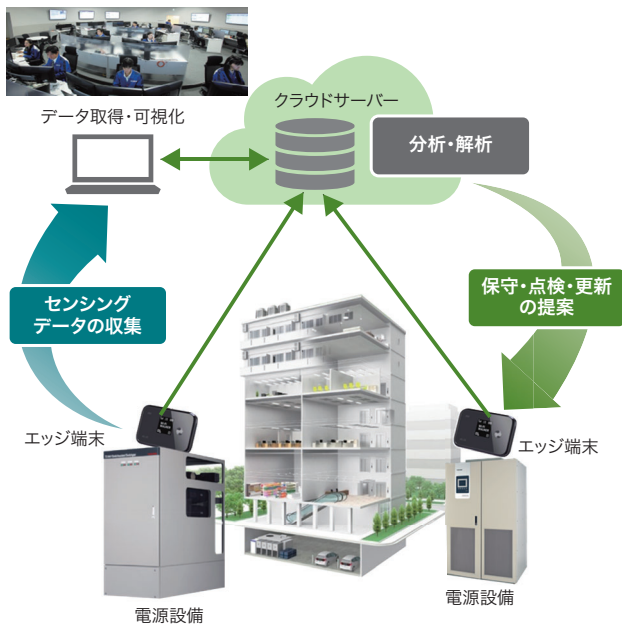 クラウドサーバー
データ取得・可視化
分析・解析
センシング
データの収集
保守・点検・更新
の提案
エッジ端末
エッジ端末
電源設備
電源設備